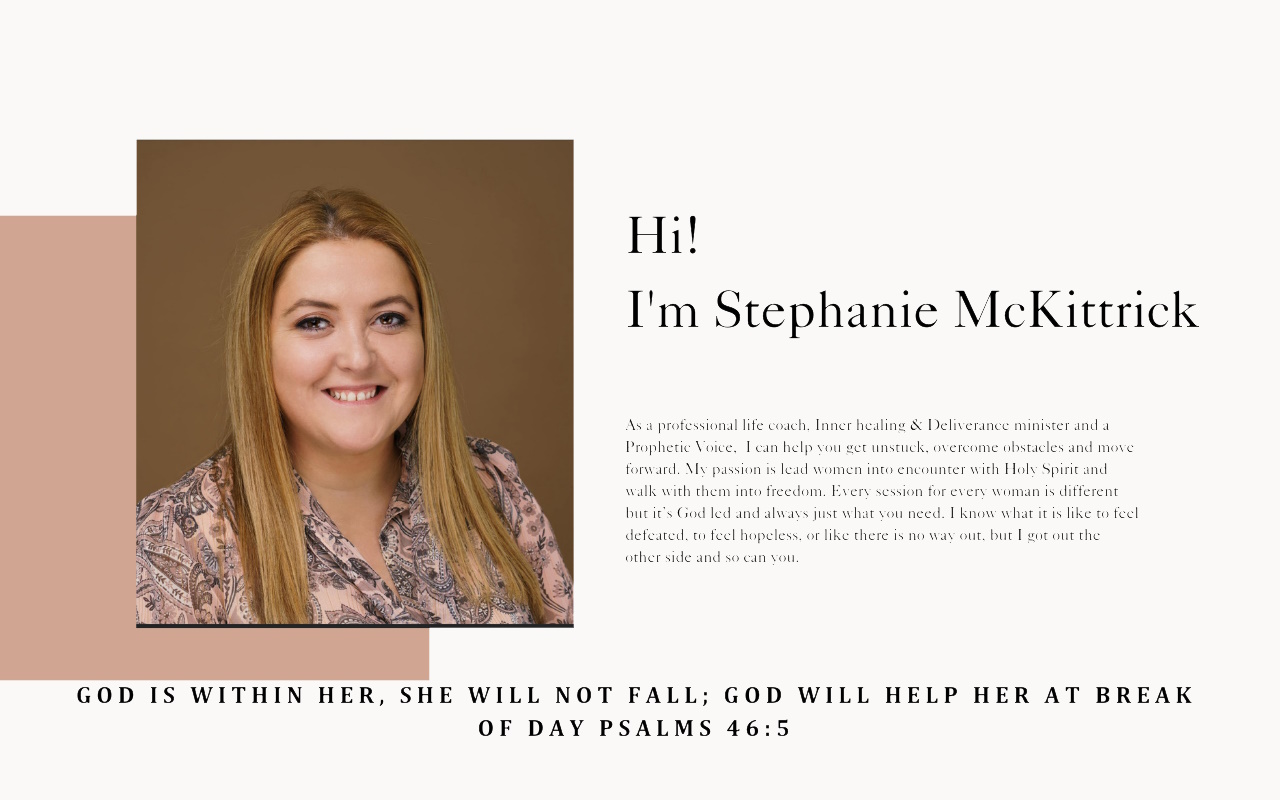 Hi!
I'm Stephanie McKittrick
As a professional life coach, Inner healing & Deliverance minister and a
Prophetic Voice,  I can help you get unstuck, overcome obstacles and move
forward. My passion is lead women into encounter with Holy Spirit and
walk with them into freedom. Every session for every woman is different
but it's God led and always just what you need. I know what it is like to feel
defeated, to feel hopeless, or like there is no way out, but I got out the
other side and so can you.
GOD IS WITHIN HER, SHE WILL NOT FALL; GOD WILL HELP HER AT BREAK
OF DAY PSALMS 46:5